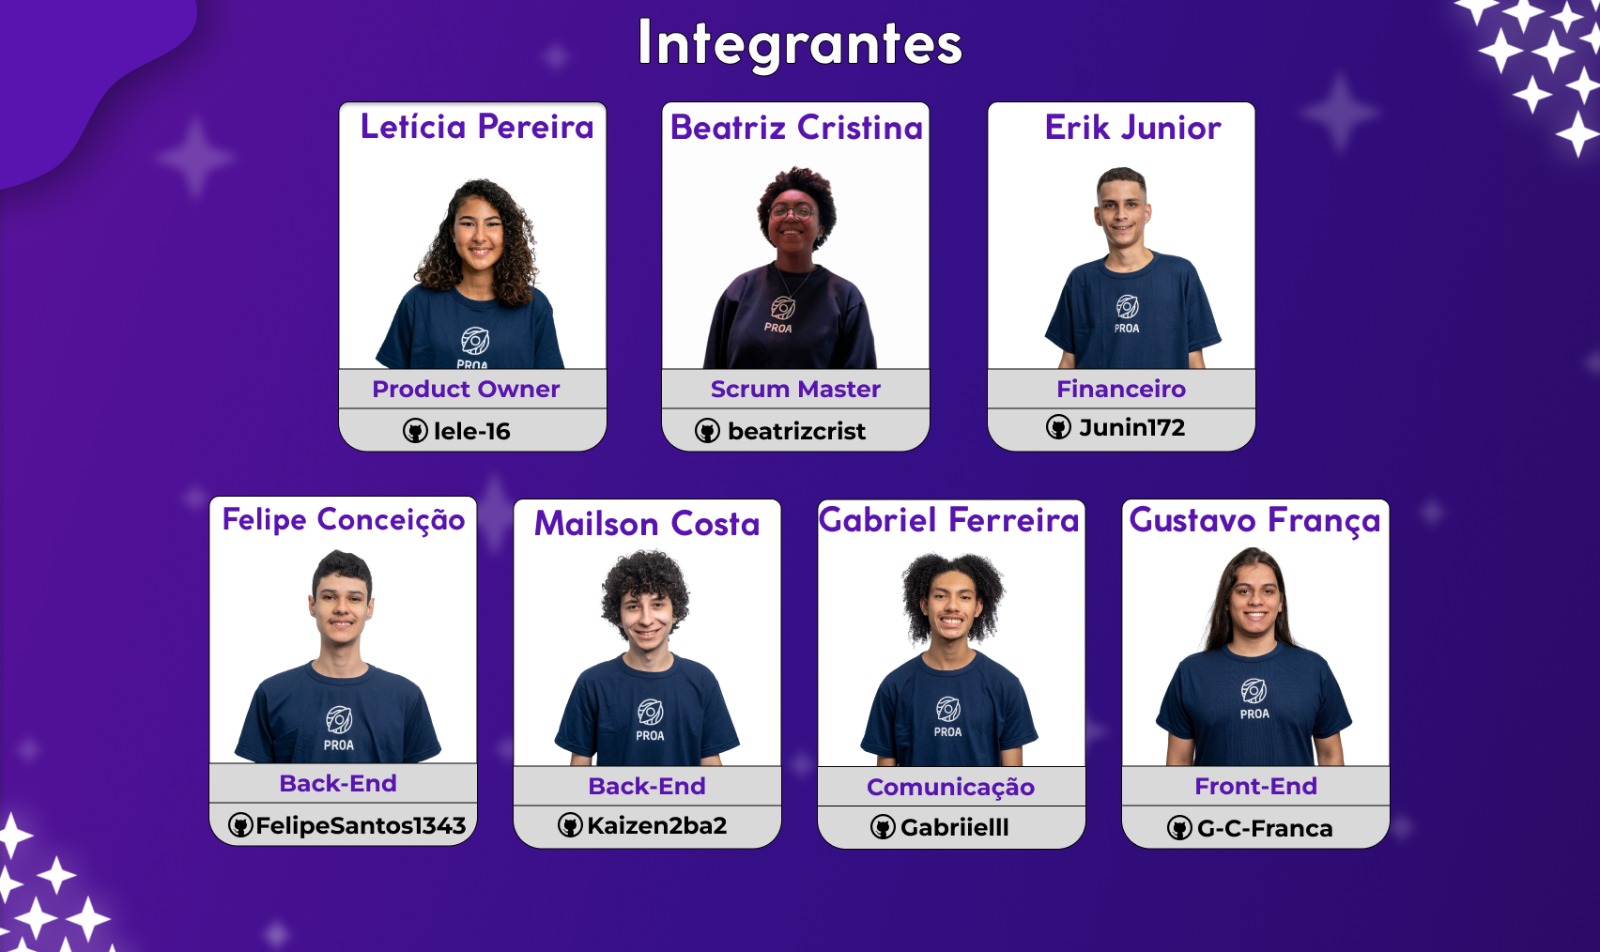 Integrantes
Letícia Pereira
PROA
Product Owner
lele-16
Beatriz Cristina
PROA
Scrum Master
beatrizcrist
Erik Junior
PROA
Financeiro
Junin172
Felipe Conceição
PROA
Back-End
FelipeSantos1343
Mailson Costa
PROA
Back-End
Kaizen2ba2
Gabriel Ferreira
PROA
Comunicação
Gabriielll
Gustavo França
PROA
Front-End
G-C-Franca